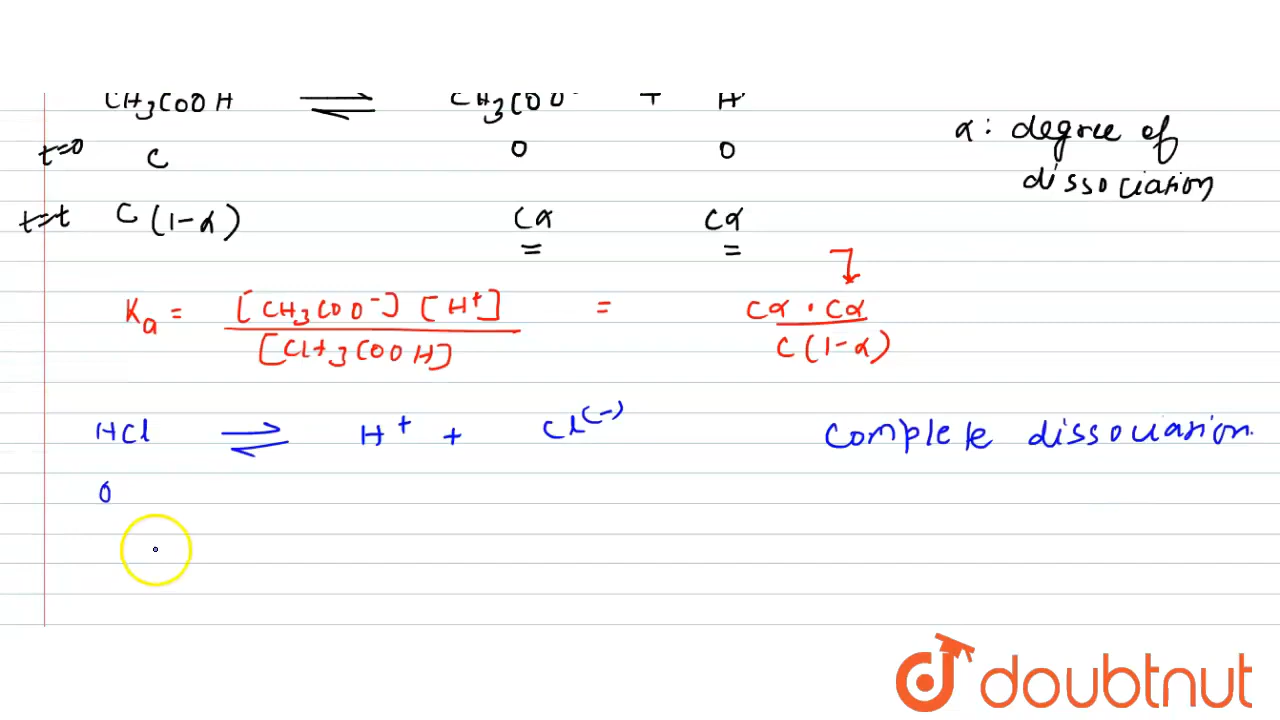 CH3COOH ⇌ CH3COO- + H+
t=0 C 0 0
α: degree of
dissociation
t=t C(1-α) Cα Cα
Ka = [CH3COO-] [H+] / [CH3COOH] = Cα · Cα / C(1-α)
HCl ⇌ H+ + Cl(-) complete dissociation.
0
doubtnut